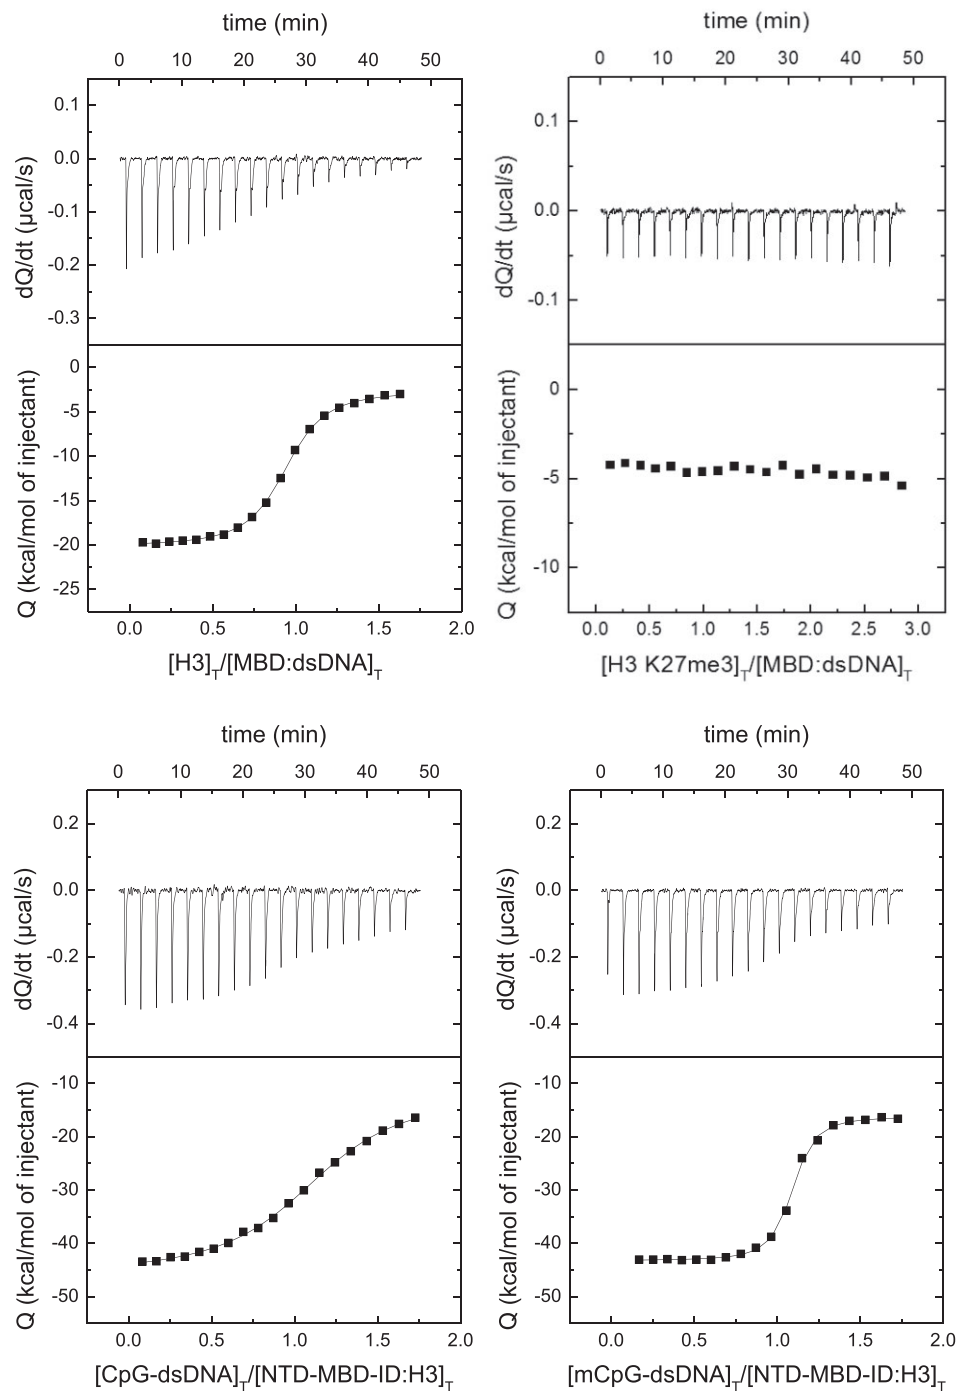 time (min)
0 10 20 30 40 50
0.1
0.0
-0.1
-0.2
-0.3
dQ/dt (µcal/s)
0
-5
-10
-15
-20
-25
Q (kcal/mol of injectant)
0.0 0.5 1.0 1.5 2.0
[H3]T/[MBD:dsDNA]T
time (min)
0 10 20 30 40 50
0.1
0.0
-0.1
dQ/dt (µcal/s)
0
-5
-10
Q (kcal/mol of injectant)
0.0 0.5 1.0 1.5 2.0 2.5 3.0
[H3 K27me3]T/[MBD:dsDNA]T
time (min)
0 10 20 30 40 50
0.2
0.0
-0.2
-0.4
dQ/dt (µcal/s)
-10
-20
-30
-40
-50
Q (kcal/mol of injectant)
0.0 0.5 1.0 1.5 2.0
[CpG-dsDNA]T/[NTD-MBD-ID:H3]T
time (min)
0 10 20 30 40 50
0.2
0.0
-0.2
-0.4
dQ/dt (µcal/s)
-10
-20
-30
-40
-50
Q (kcal/mol of injectant)
0.0 0.5 1.0 1.5 2.0
[mCpG-dsDNA]T/[NTD-MBD-ID:H3]T